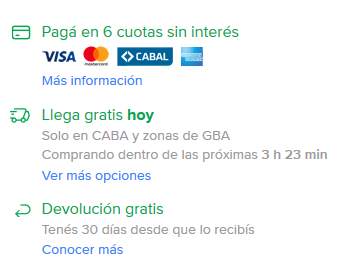 Pagá en 6 cuotas sin interés
VISA mastercard CABAL AMERICAN EXPRESS
Más información
Llega gratis hoy
Solo en CABA y zonas de GBA
Comprando dentro de las próximas 3 h 23 min
Ver más opciones
Devolución gratis
Tenés 30 días desde que lo recibís
Conocer más